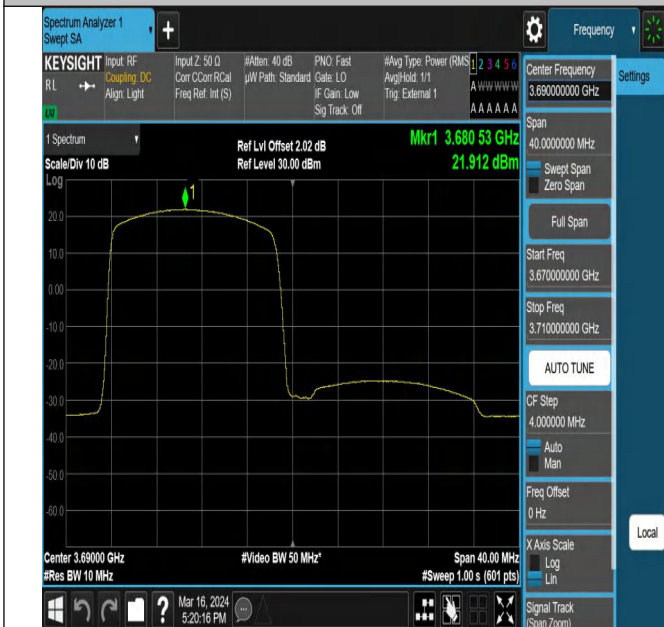 Spectrum Analyzer 1
Swept SA
+
Frequency
KEYSIGHT
RL
LXI
Input: RF
Coupling: DC
Align: Light
Input Z: 50 Ω
Corr CCorr RCal
Freq Ref: Int (S)
#Atten: 40 dB
µW Path: Standard
PNO: Fast
Gate: LO
IF Gain: Low
Sig Track: Off
#Avg Type: Power (RMS
Avg|Hold: 1/1
Trig: External 1
1 2 3 4 5 6
A W W W W W
A A A A A A
Center Frequency
3.690000000 GHz
Settings
Span
40.0000000 MHz
Swept Span
Zero Span
Full Span
Start Freq
3.670000000 GHz
Stop Freq
3.710000000 GHz
AUTO TUNE
CF Step
4.000000 MHz
Auto
Man
Freq Offset
0 Hz
X Axis Scale
Log
Lin
Signal Track
(Span Zoom)
Local
1 Spectrum
Scale/Div 10 dB
Log
Ref Lvl Offset 2.02 dB
Ref Level 30.00 dBm
Mkr1 3.680 53 GHz
21.912 dBm
1
20.0
10.0
0.00
-10.0
-20.0
-30.0
-40.0
-50.0
-60.0
Center 3.69000 GHz
#Res BW 10 MHz
#Video BW 50 MHz*
Span 40.00 MHz
#Sweep 1.00 s (601 pts)
?
Mar 16, 2024
5:20:16 PM